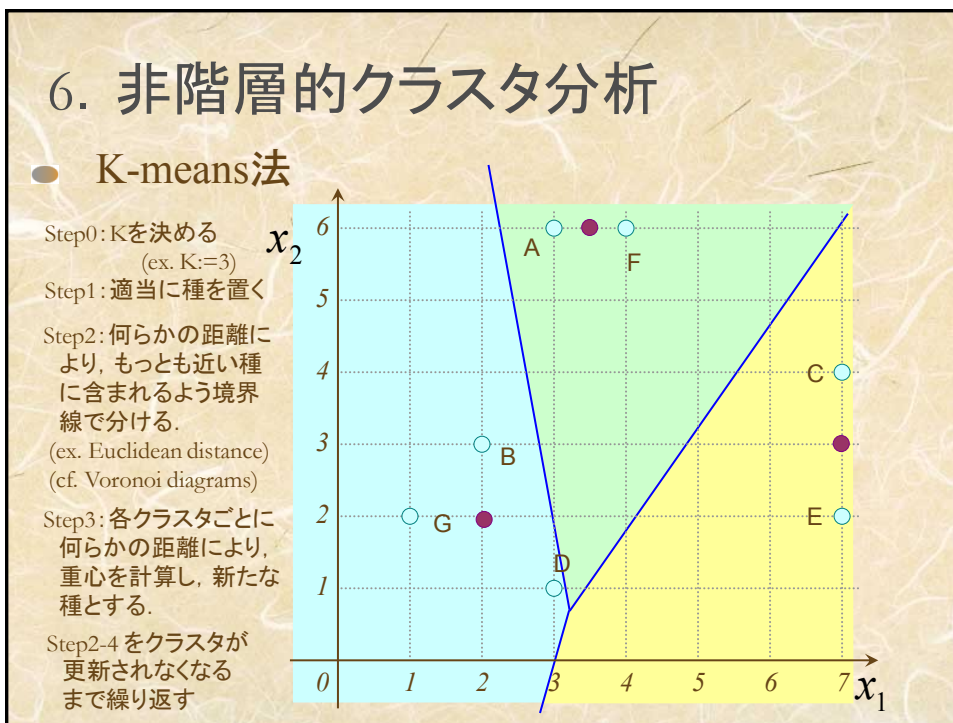 6. 非階層的クラスタ分析
K-means法
Step0:Kを決める
(ex. K:=3)
Step1:適当に種を置く
Step2:何らかの距離に
より, もっとも近い種
に含まれるよう境界
線で分ける.
(ex. Euclidean distance)
(cf. Voronoi diagrams)
Step3:各クラスタごとに
何らかの距離により,
重心を計算し, 新たな
種とする.
Step2-4 をクラスタが
更新されなくなる
まで繰り返す
x2
6
5
4
3
2
1
A
F
C
B
G
E
D
0 1 2 3 4 5 6 7
x1